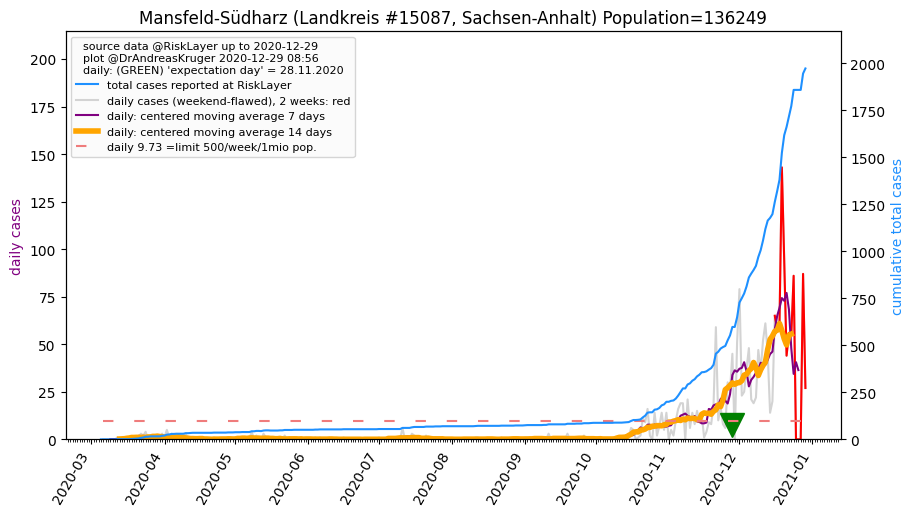 Mansfeld-Südharz (Landkreis #15087, Sachsen-Anhalt) Population=136249
source data @RiskLayer up to 2020-12-29
plot @DrAndreasKruger 2020-12-29 08:56
daily: (GREEN) 'expectation day' = 28.11.2020
total cases reported at RiskLayer
daily cases (weekend-flawed), 2 weeks: red
daily: centered moving average 7 days
daily: centered moving average 14 days
daily 9.73 =limit 500/week/1mio pop.
daily cases
200
175
150
125
100
75
50
25
0
cumulative total cases
2000
1750
1500
1250
1000
750
500
250
0
2020-03
2020-04
2020-05
2020-06
2020-07
2020-08
2020-09
2020-10
2020-11
2020-12
2021-01